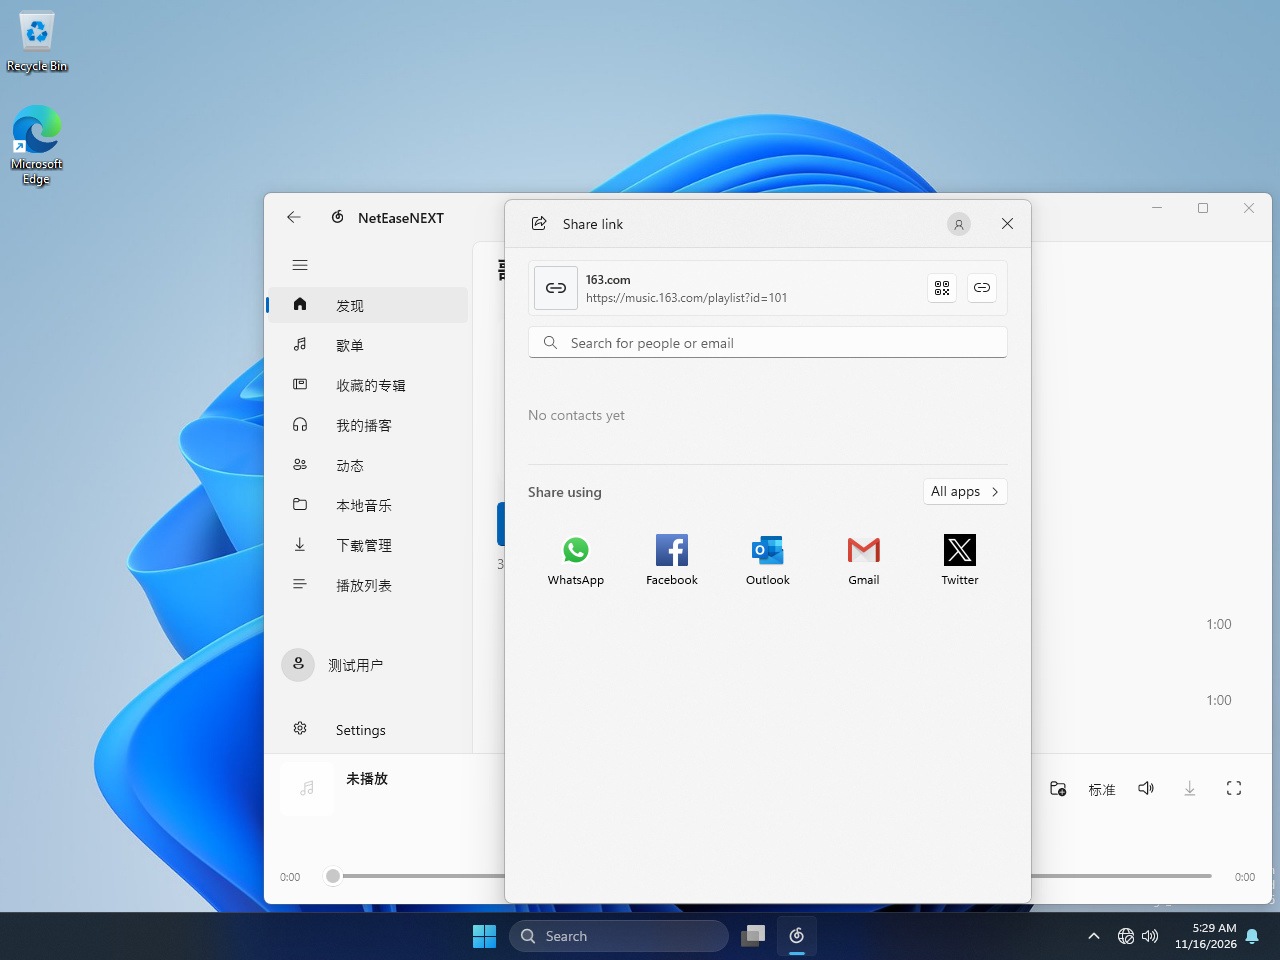 Recycle Bin
Microsoft
Edge
NetEaseNEXT
发现
歌单
收藏的专辑
我的播客
动态
本地音乐
下载管理
播放列表
测试用户
Settings
Share link
163.com
https://music.163.com/playlist?id=101
Search for people or email
No contacts yet
Share using
All apps
WhatsApp
Facebook
Outlook
Gmail
Twitter
3
1:00
1:00
未播放
标准
0:00
0:00
Search
5:29 AM
11/16/2026